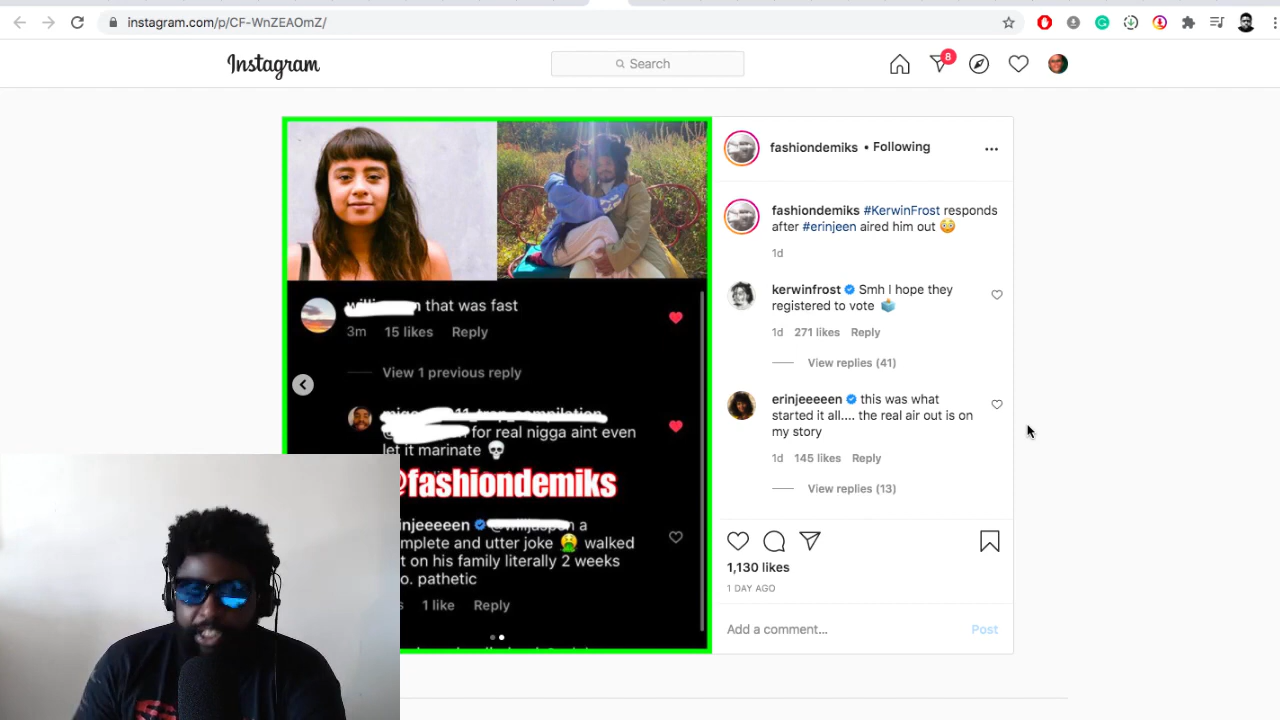 instagram.com/p/CF-WnZEAOmZ/
Instagram
Search
8
fashiondemiks • Following
fashiondemiks #KerwinFrost responds
after #erinjeen aired him out 😳
1d
kerwinfrost Smh I hope they
registered to vote 🗳️
1d 271 likes Reply
View replies (41)
erinjeeeeen this was what
started it all.... the real air out is on
my story
1d 145 likes Reply
View replies (13)
1,130 likes
1 DAY AGO
Add a comment... Post
that was fast
3m 15 likes Reply
View 1 previous reply
for real nigga aint even
let it marinate 💀
@fashiondemiks
njeeeeen a
mplete and utter joke 🤮 walked
t on his family literally 2 weeks
o. pathetic
s 1 like Reply